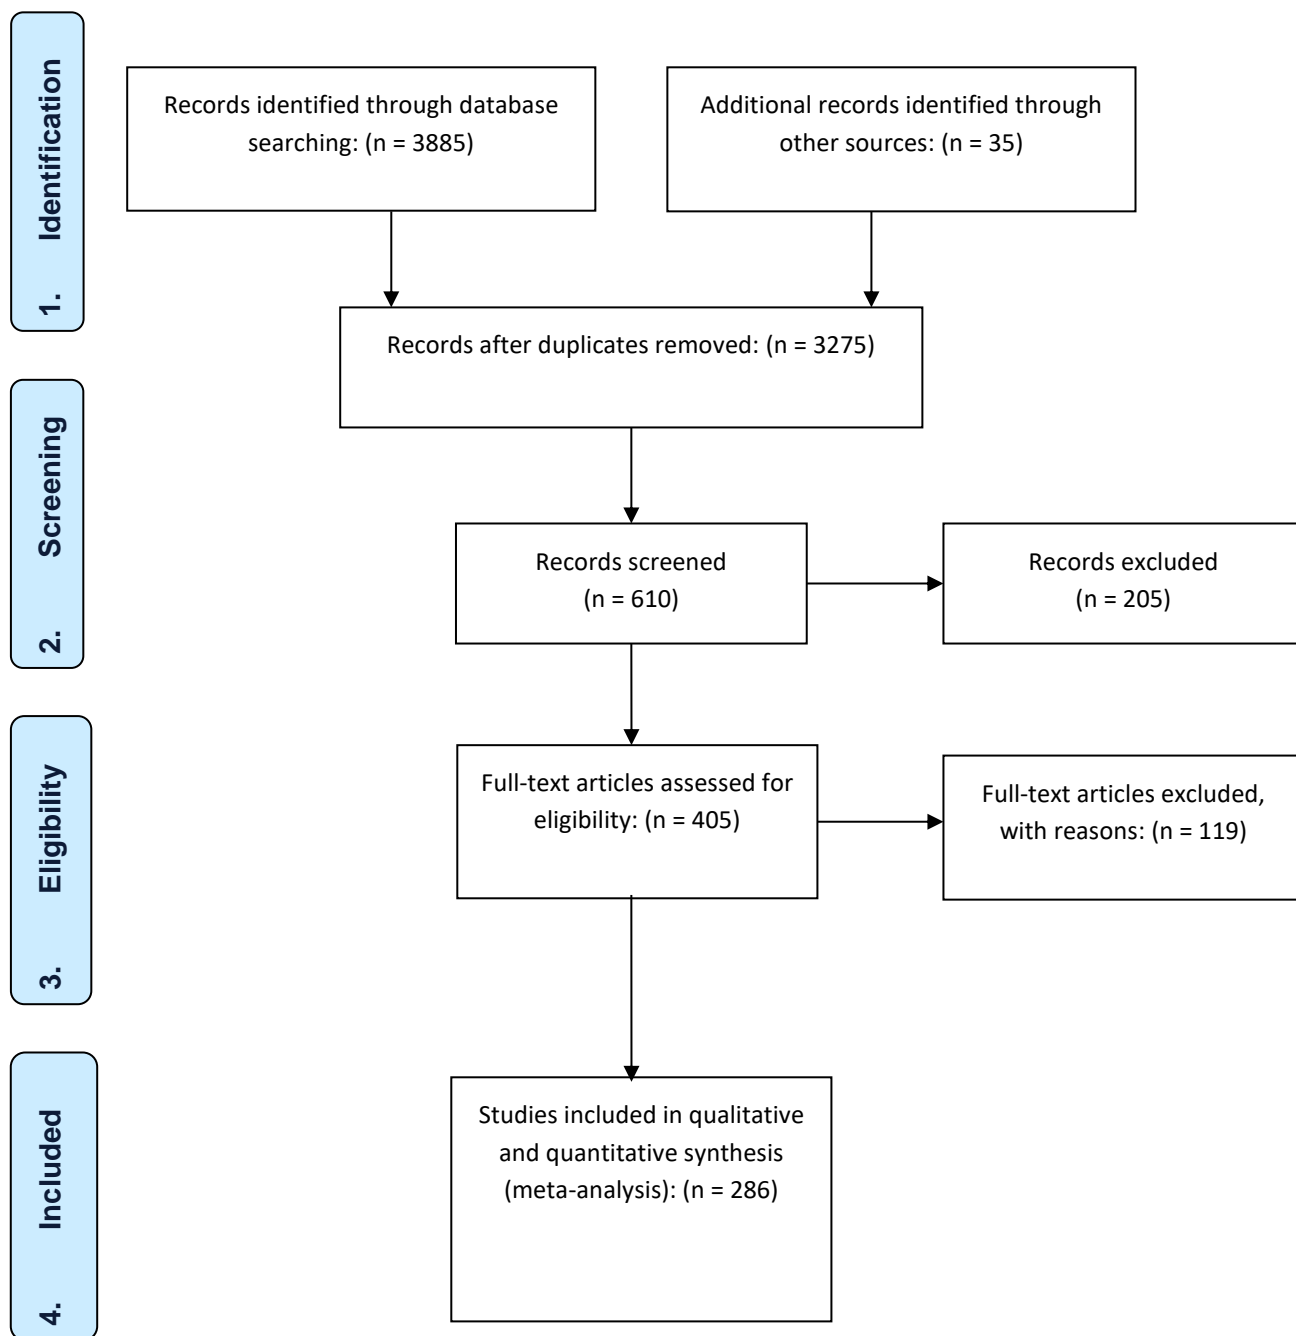 1. Identification
Records identified through database
searching: (n = 3885)
Additional records identified through
other sources: (n = 35)
Records after duplicates removed: (n = 3275)
2. Screening
Records screened
(n = 610)
Records excluded
(n = 205)
3. Eligibility
Full-text articles assessed for
eligibility: (n = 405)
Full-text articles excluded,
with reasons: (n = 119)
4. Included
Studies included in qualitative
and quantitative synthesis
(meta-analysis): (n = 286)